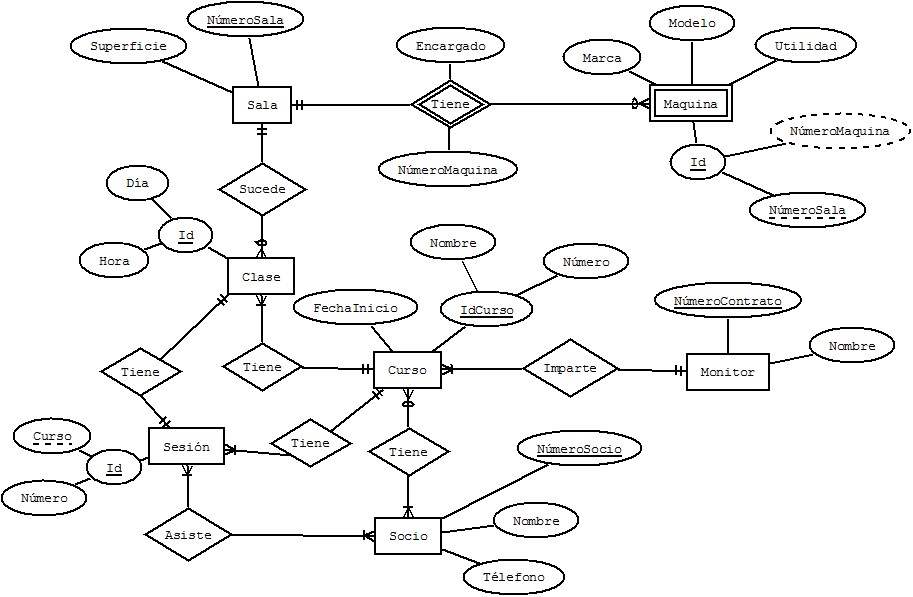 NúmeroSala
Superficie
Encargado
Modelo
Marca
Utilidad
Sala
Tiene
Maquina
NúmeroMaquina
Id
NúmeroMaquina
NúmeroSala
Sucede
Día
Id
Hora
Clase
Nombre
Número
IdCurso
FechaInicio
NúmeroContrato
Nombre
Tiene
Tiene
Curso
Imparte
Monitor
Curso
Sesión
Tiene
Tiene
Id
Número
NúmeroSocio
Nombre
Asiste
Socio
Télefono